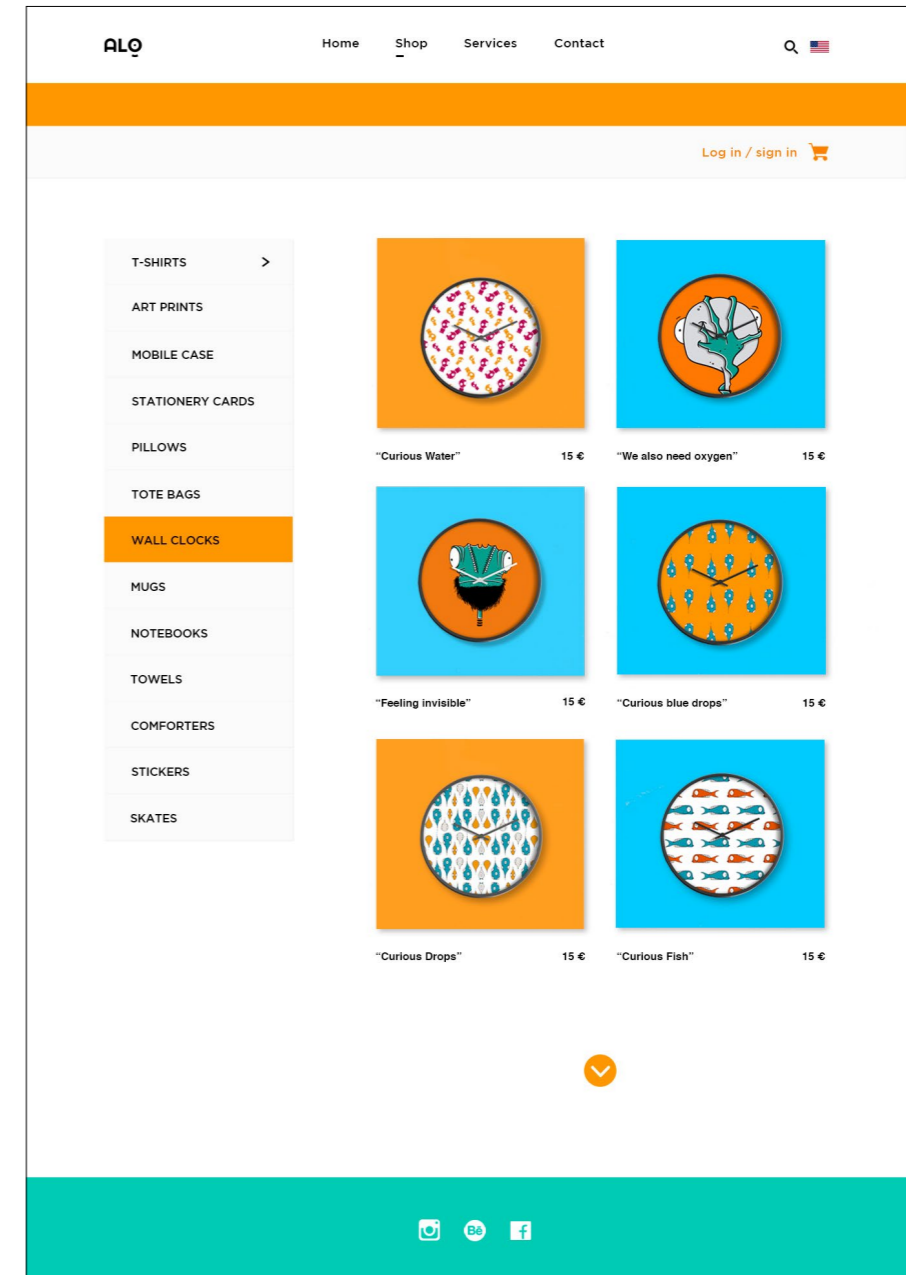 ALO
Home Shop Services Contact
Log in / sign in
T-SHIRTS >
ART PRINTS
MOBILE CASE
STATIONERY CARDS
PILLOWS
TOTE BAGS
WALL CLOCKS
MUGS
NOTEBOOKS
TOWELS
COMFORTERS
STICKERS
SKATES
“Curious Water” 15 €
“We also need oxygen” 15 €
“Feeling invisible” 15 €
“Curious blue drops” 15 €
“Curious Drops” 15 €
“Curious Fish” 15 €
Bē f